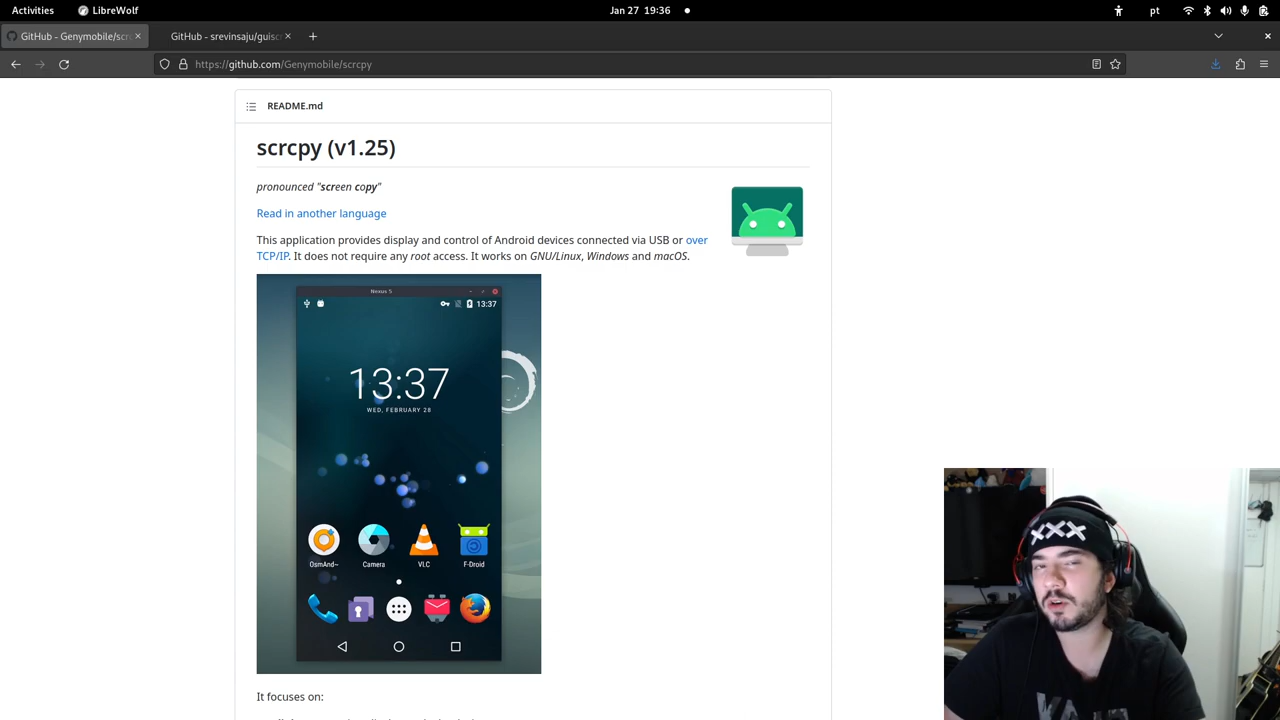 Activities LibreWolf Jan 27 19:36 pt
GitHub - Genymobile/scr GitHub - srevinsaju/guisc
https://github.com/Genymobile/scrcpy
README.md
scrcpy (v1.25)
pronounced "screen copy"
Read in another language
This application provides display and control of Android devices connected via USB or over
TCP/IP. It does not require any root access. It works on GNU/Linux, Windows and macOS.
Nexus 5
13:37
13:37
WED, FEBRUARY 28
OsmAnd~ Camera VLC F-Droid
XXX
It focuses on: